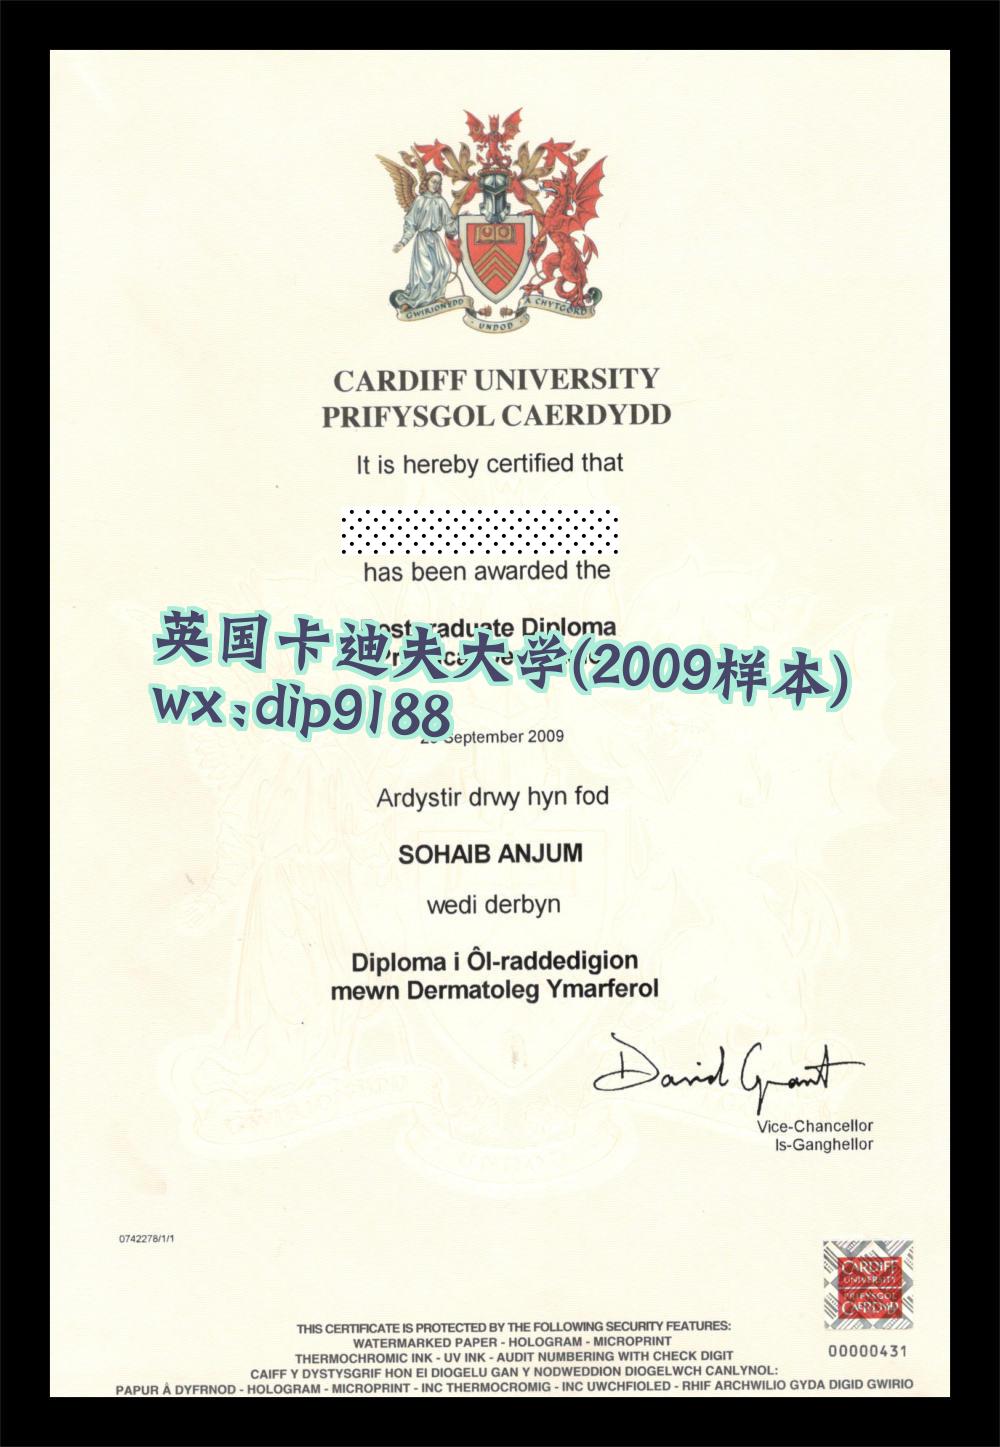 GWIRIONEDD
UNDOD
A CHYTGORD
CARDIFF UNIVERSITY
PRIFYSGOL CAERDYDD
It is hereby certified that
has been awarded the
Diploma
英国卡迪夫大学(2009样本)
wx:dip9188
September 2009
Ardystir drwy hyn fod
SOHAIB ANJUM
wedi derbyn
Diploma i Ôl-raddedigion
mewn Dermatoleg Ymarferol
David Grant
Vice-Chancellor
Is-Ganghellor
0742278/1/1
CARDIFF
UNIVERSITY
PRIFYSGOL
CAERDYDD
00000431
THIS CERTIFICATE IS PROTECTED BY THE FOLLOWING SECURITY FEATURES:
WATERMARKED PAPER - HOLOGRAM - MICROPRINT
THERMOCHROMIC INK - UV INK - AUDIT NUMBERING WITH CHECK DIGIT
CAIFF Y DYSTYSGRIF HON EI DIOGELU GAN Y NODWEDDION DIOGELWCH CANLYNOL:
PAPUR Â DYFRNOD - HOLOGRAM - MICROPRINT - INC THERMOCROMIG - INC UWCHFIOLED - RHIF ARCHWILIO GYDA DIGID GWIRIO